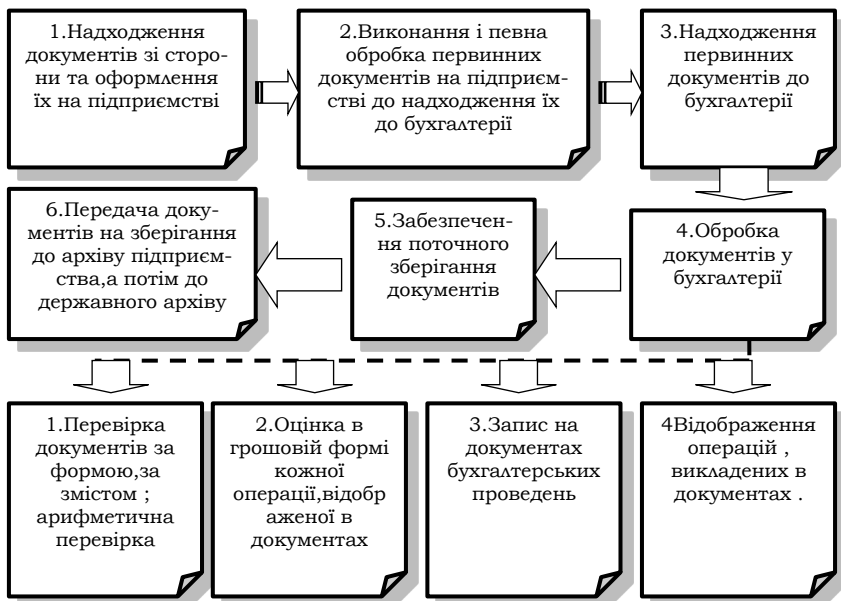 1.Надходження
документів зі сторо-
ни та оформлення
їх на підприємстві
2.Виконання і певна
обробка первинних
документів на підприєм-
стві до надходження їх
до бухгалтерії
3.Надходження
первинних
документів до
бухгалтерії
4.Обробка
документів у
бухгалтерії
5.Забезпечен-
ня поточного
зберігання
документів
6.Передача доку-
ментів на зберігання
до архіву підприєм-
ства,а потім до
державного архіву
1.Перевірка
документів за
формою,за
змістом ;
арифметична
перевірка
2.Оцінка в
грошовій формі
кожної
операції,відобр
аженої в
документах
3.Запис на
документах
бухгалтерських
проведень
4Відображення
операцій ,
викладених в
документах .